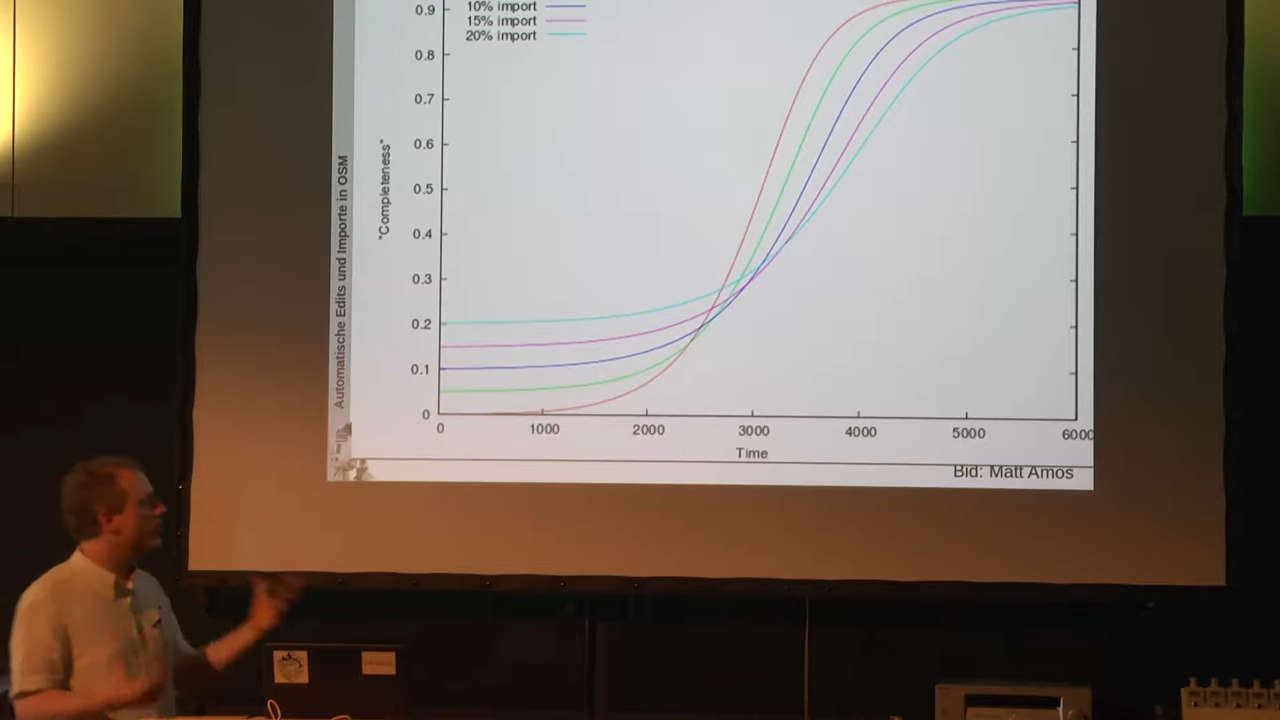 0.9
10% import
15% import
20% import
0.8
0.7
0.6
0.5
0.4
0.3
0.2
0.1
0
"Completeness"
Automatische Edits und Importe in OSM
0 1000 2000 3000 4000 5000 6000
Time
Bid: Matt Amos